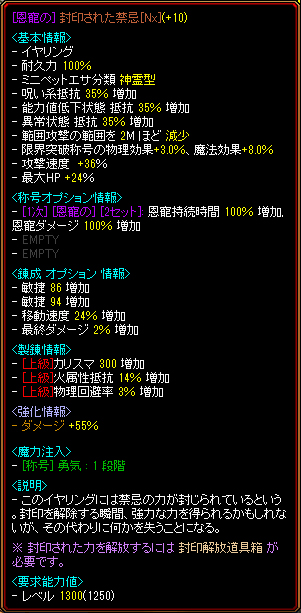 [恩寵の] 封印された禁忌[Nx](+10)
<基本情報>
- イヤリング
- 耐久力 100%
- ミニペットエサ分類 神霊型
- 呪い系抵抗 35% 増加
- 能力値低下状態 抵抗 35% 増加
- 異常状態 抵抗 35% 増加
- 範囲攻撃の範囲を 2M ほど 減少
- 限界突破称号の物理効果+3.0%、魔法効果+8.0%
- 攻撃速度 +36%
- 最大HP +24%
<称号オプション情報>
- [1次] [恩寵の] [2セット]: 恩寵持続時間 100% 増加,
恩寵ダメージ 100% 増加
- EMPTY
- EMPTY
<錬成 オプション 情報>
- 敏捷 86 増加
- 敏捷 94 増加
- 移動速度 24% 増加
- 最終ダメージ 2% 増加
<製錬情報>
- [上級]カリスマ 300 増加
- [上級]火属性抵抗 14% 増加
- [上級]物理回避率 3% 増加
<強化情報>
- ダメージ +55%
<魔力注入>
- [称号] 勇気 : 1 段階
<説明>
- このイヤリングには禁忌の力が封じられているという
。封印を解除する瞬間、強力な力を得られるかもしれな
いが、その代わりに何かを失うことになる。
※ 封印された力を解放するには 封印解放道具箱 が
必要です。
<要求能力値>
- レベル 1300(1250)